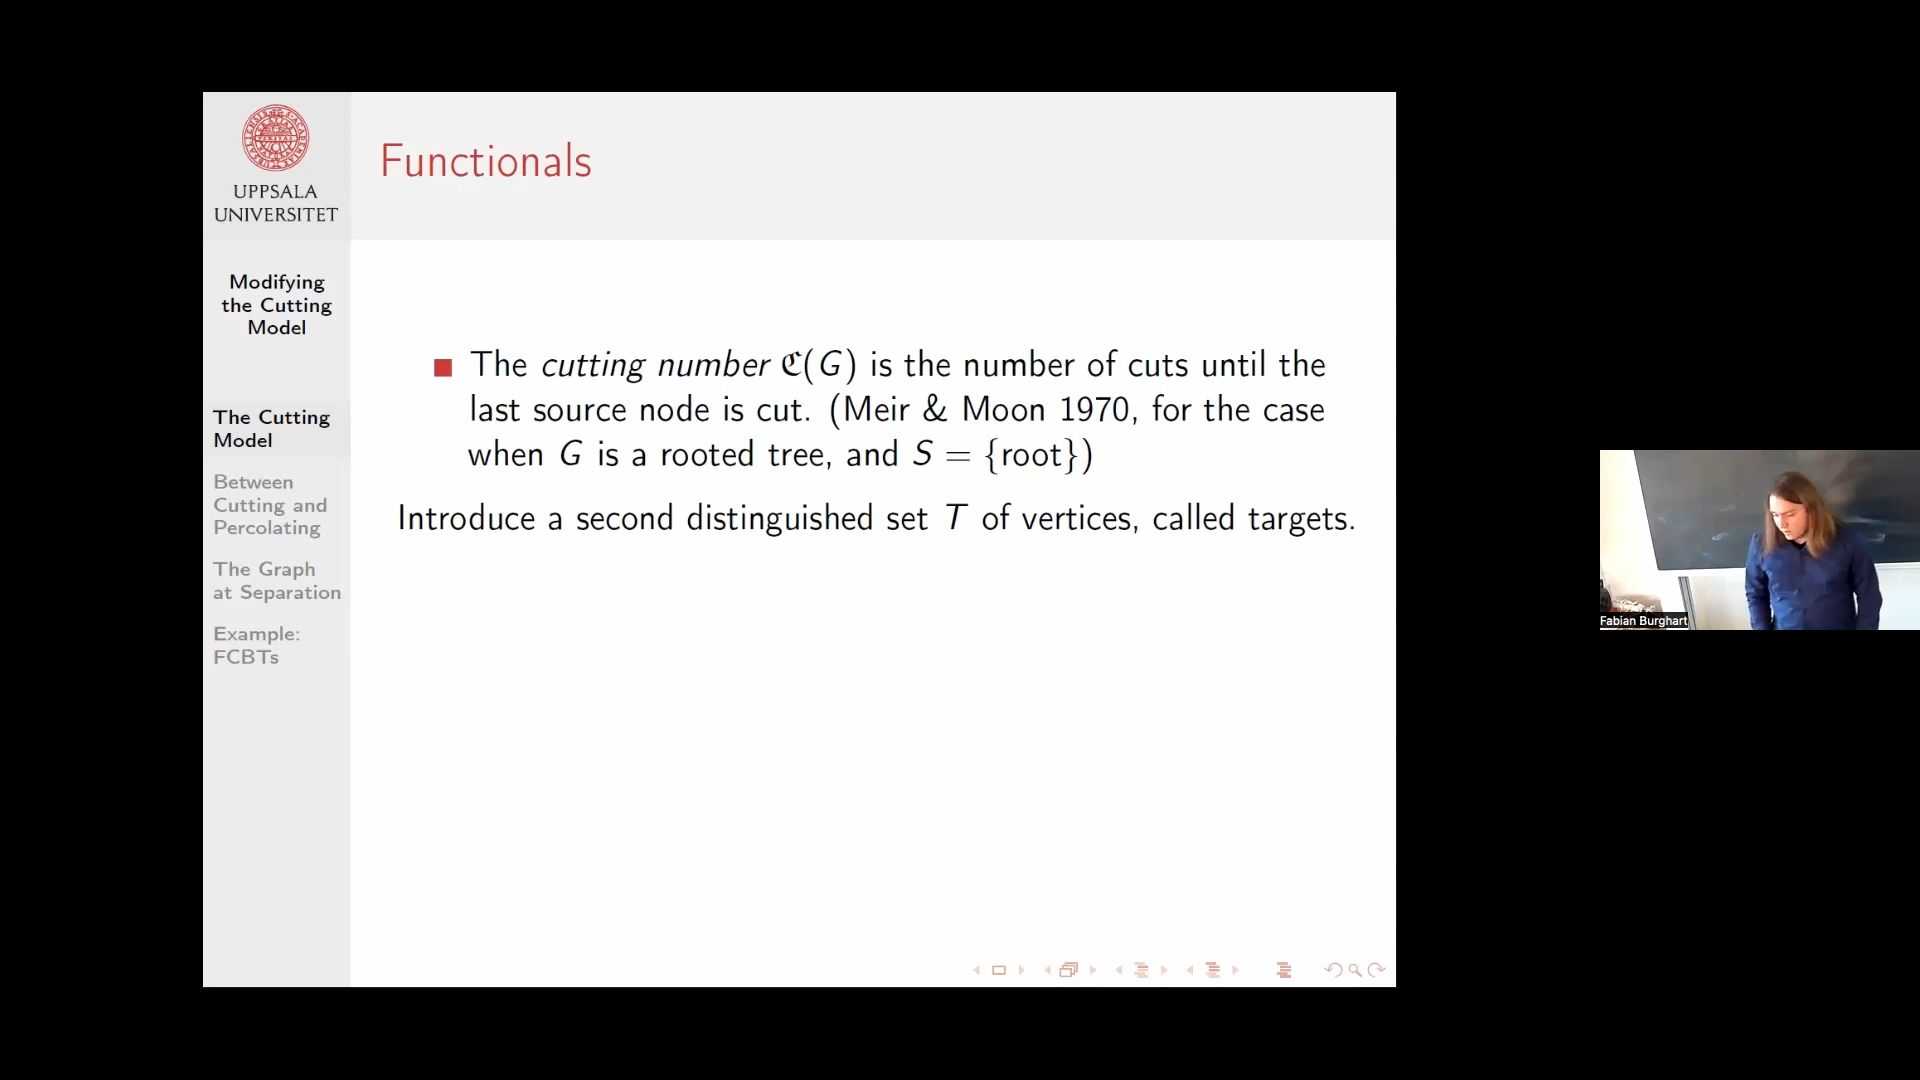 UPPSALA
UNIVERSITET
Functionals
Modifying
the Cutting
Model
The Cutting
Model
Between
Cutting and
Percolating
The Graph
at Separation
Example:
FCBTs
The cutting number ℭ(G) is the number of cuts until the
last source node is cut. (Meir & Moon 1970, for the case
when G is a rooted tree, and S = {root})
Introduce a second distinguished set T of vertices, called targets.
Fabian Burghart